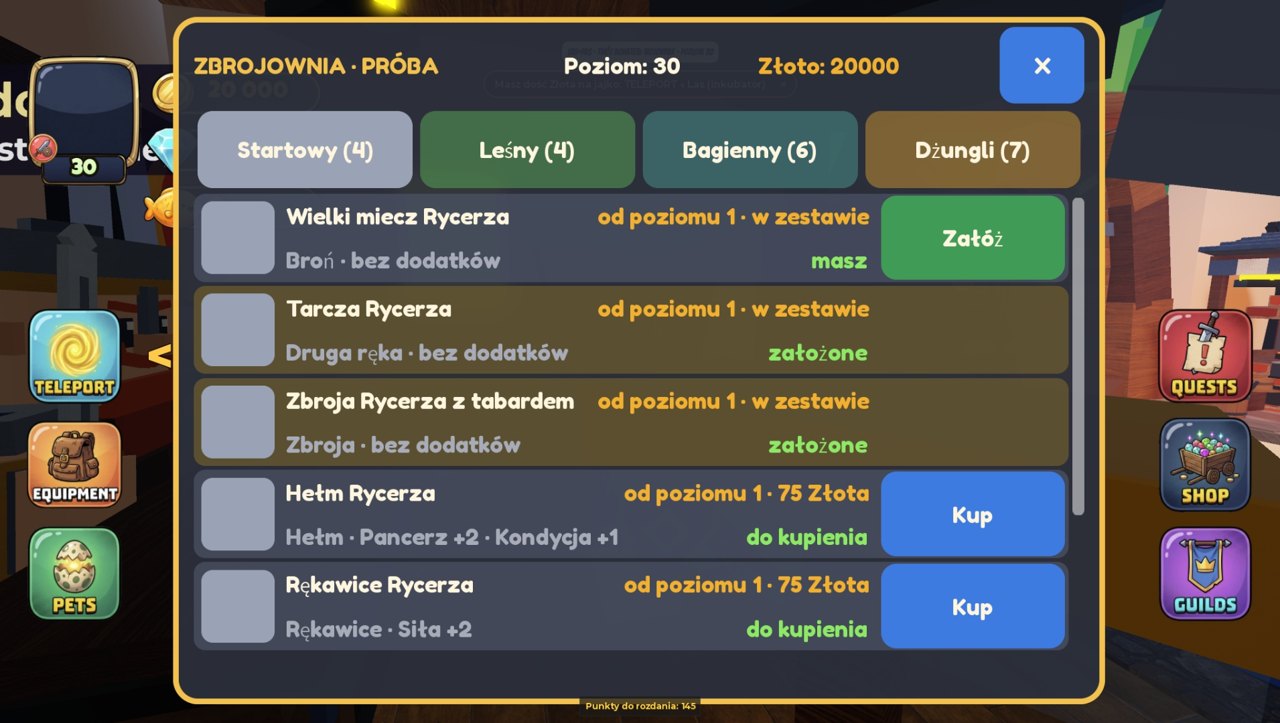 ZBROJOWNIA · PRÓBA
Poziom: 30
Złoto: 20000
×
Startowy (4)
Leśny (4)
Bagienny (6)
Dżungli (7)
Wielki miecz Rycerza
od poziomu 1 · w zestawie
Broń · bez dodatków
masz
Załóż
Tarcza Rycerza
od poziomu 1 · w zestawie
Druga ręka · bez dodatków
założone
Zbroja Rycerza z tabardem
od poziomu 1 · w zestawie
Zbroja · bez dodatków
założone
Hełm Rycerza
od poziomu 1 · 75 Złota
Hełm · Pancerz +2 · Kondycja +1
do kupienia
Kup
Rękawice Rycerza
od poziomu 1 · 75 Złota
Rękawice · Siła +2
do kupienia
Kup
20 000
30
TELEPORT
<
EQUIPMENT
PETS
QUESTS
SHOP
GUILDS
Punkty do rozdania: 145